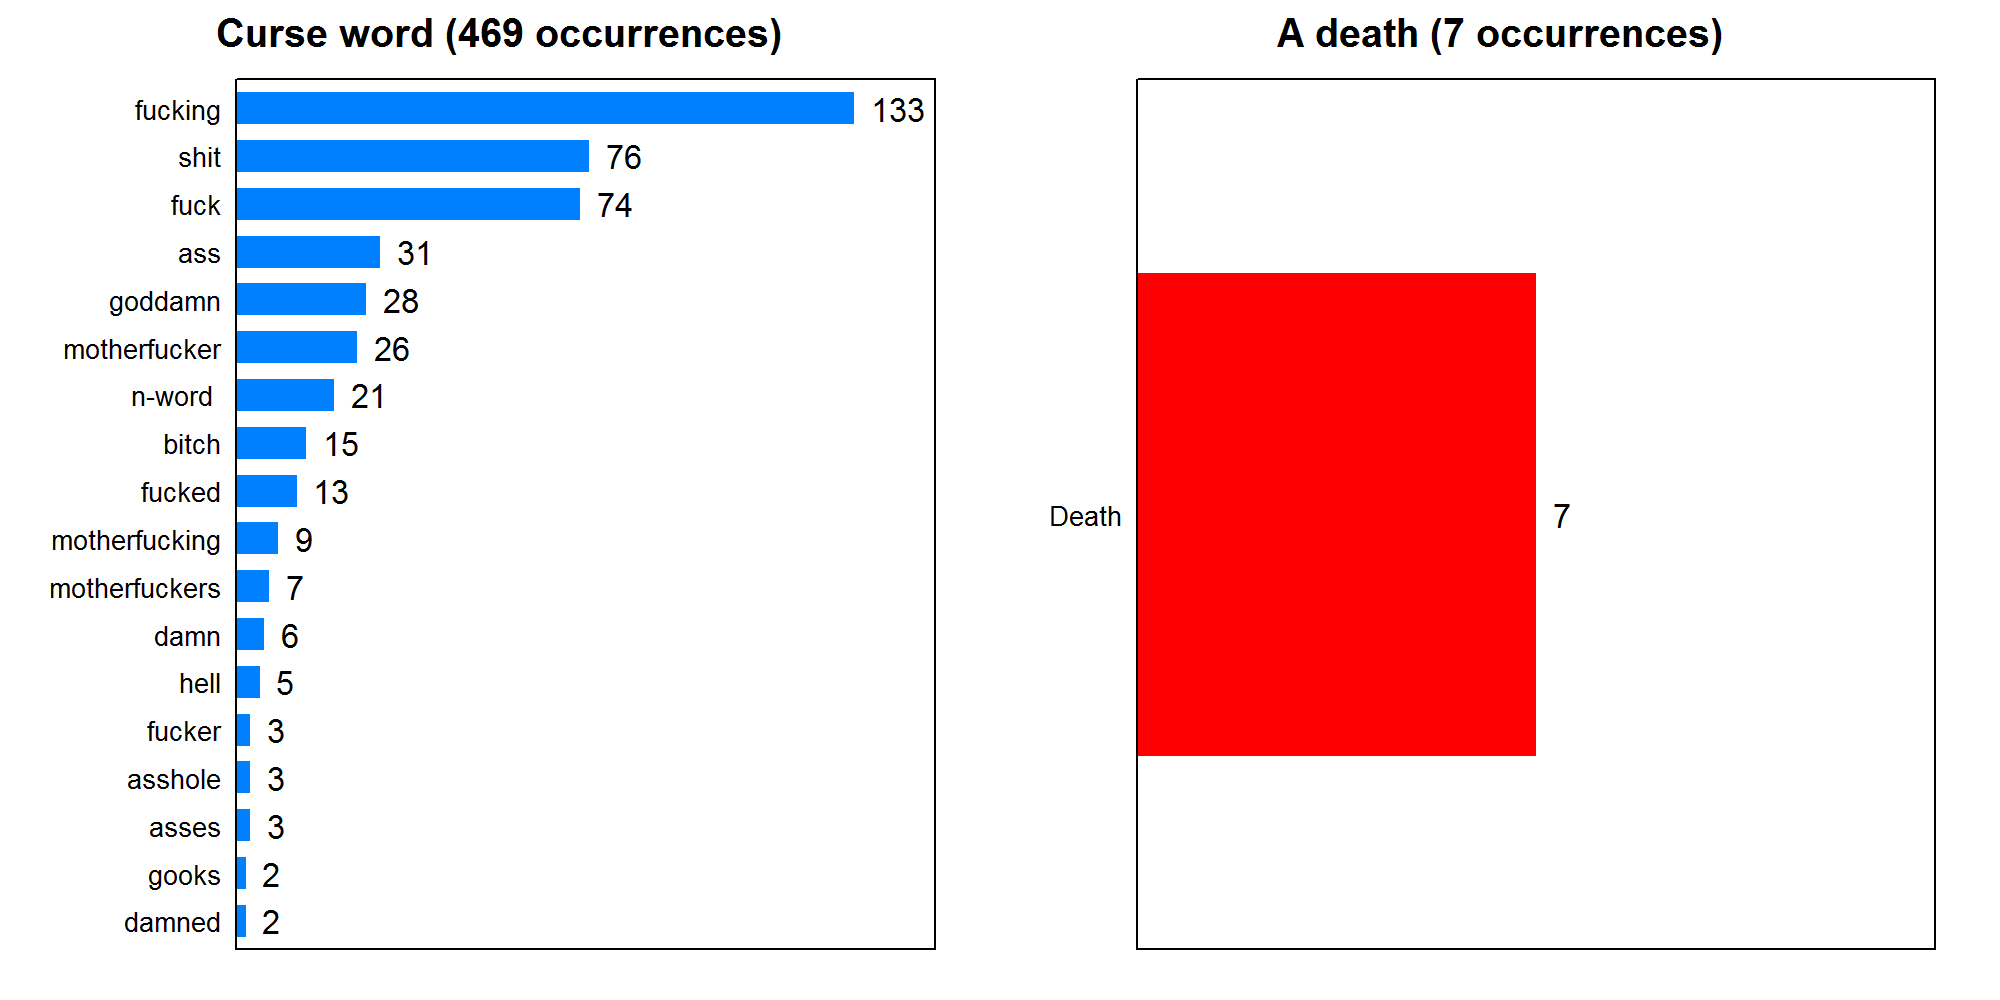 Curse word (469 occurrences)
fucking 133
shit 76
fuck 74
ass 31
goddamn 28
motherfucker 26
n-word 21
bitch 15
fucked 13
motherfucking 9
motherfuckers 7
damn 6
hell 5
fucker 3
asshole 3
asses 3
gooks 2
damned 2
A death (7 occurrences)
Death 7